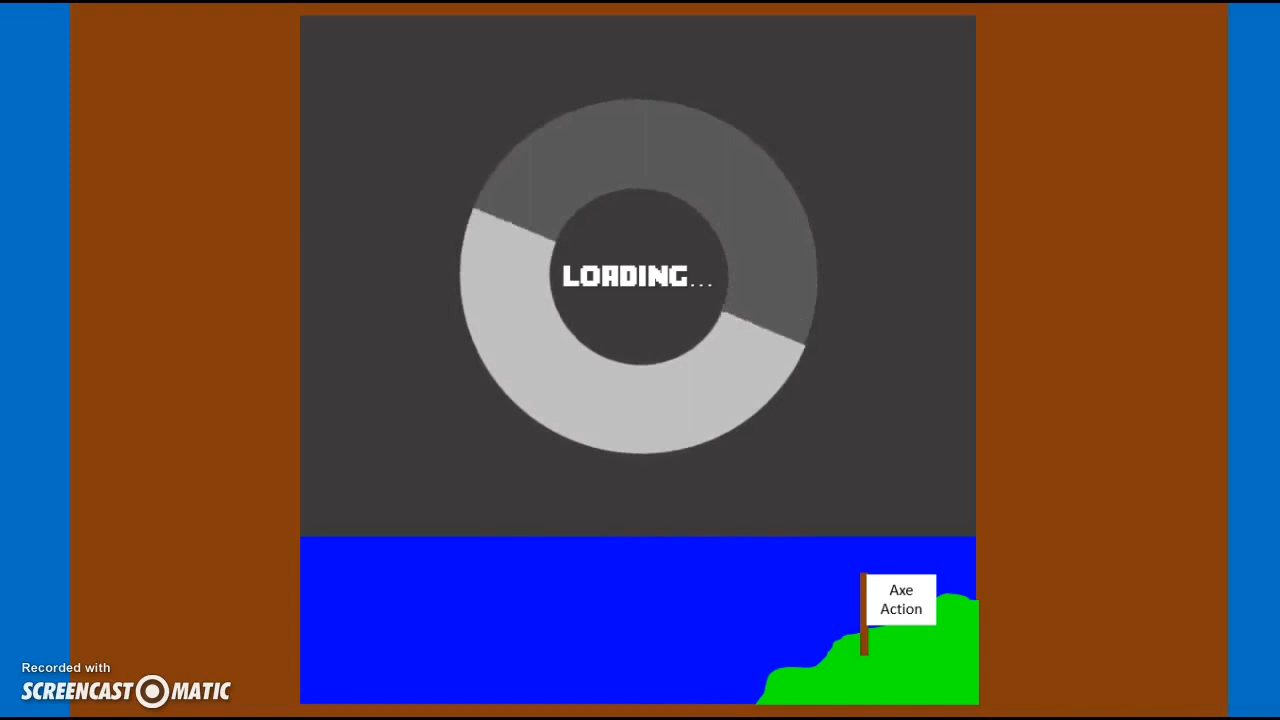 LOADING...
Axe
Action
Recorded with
SCREENCAST MATIC